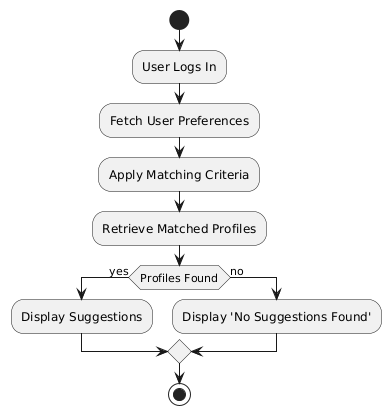 User Logs In
Fetch User Preferences
Apply Matching Criteria
Retrieve Matched Profiles
yes
Profiles Found
no
Display Suggestions
Display 'No Suggestions Found'